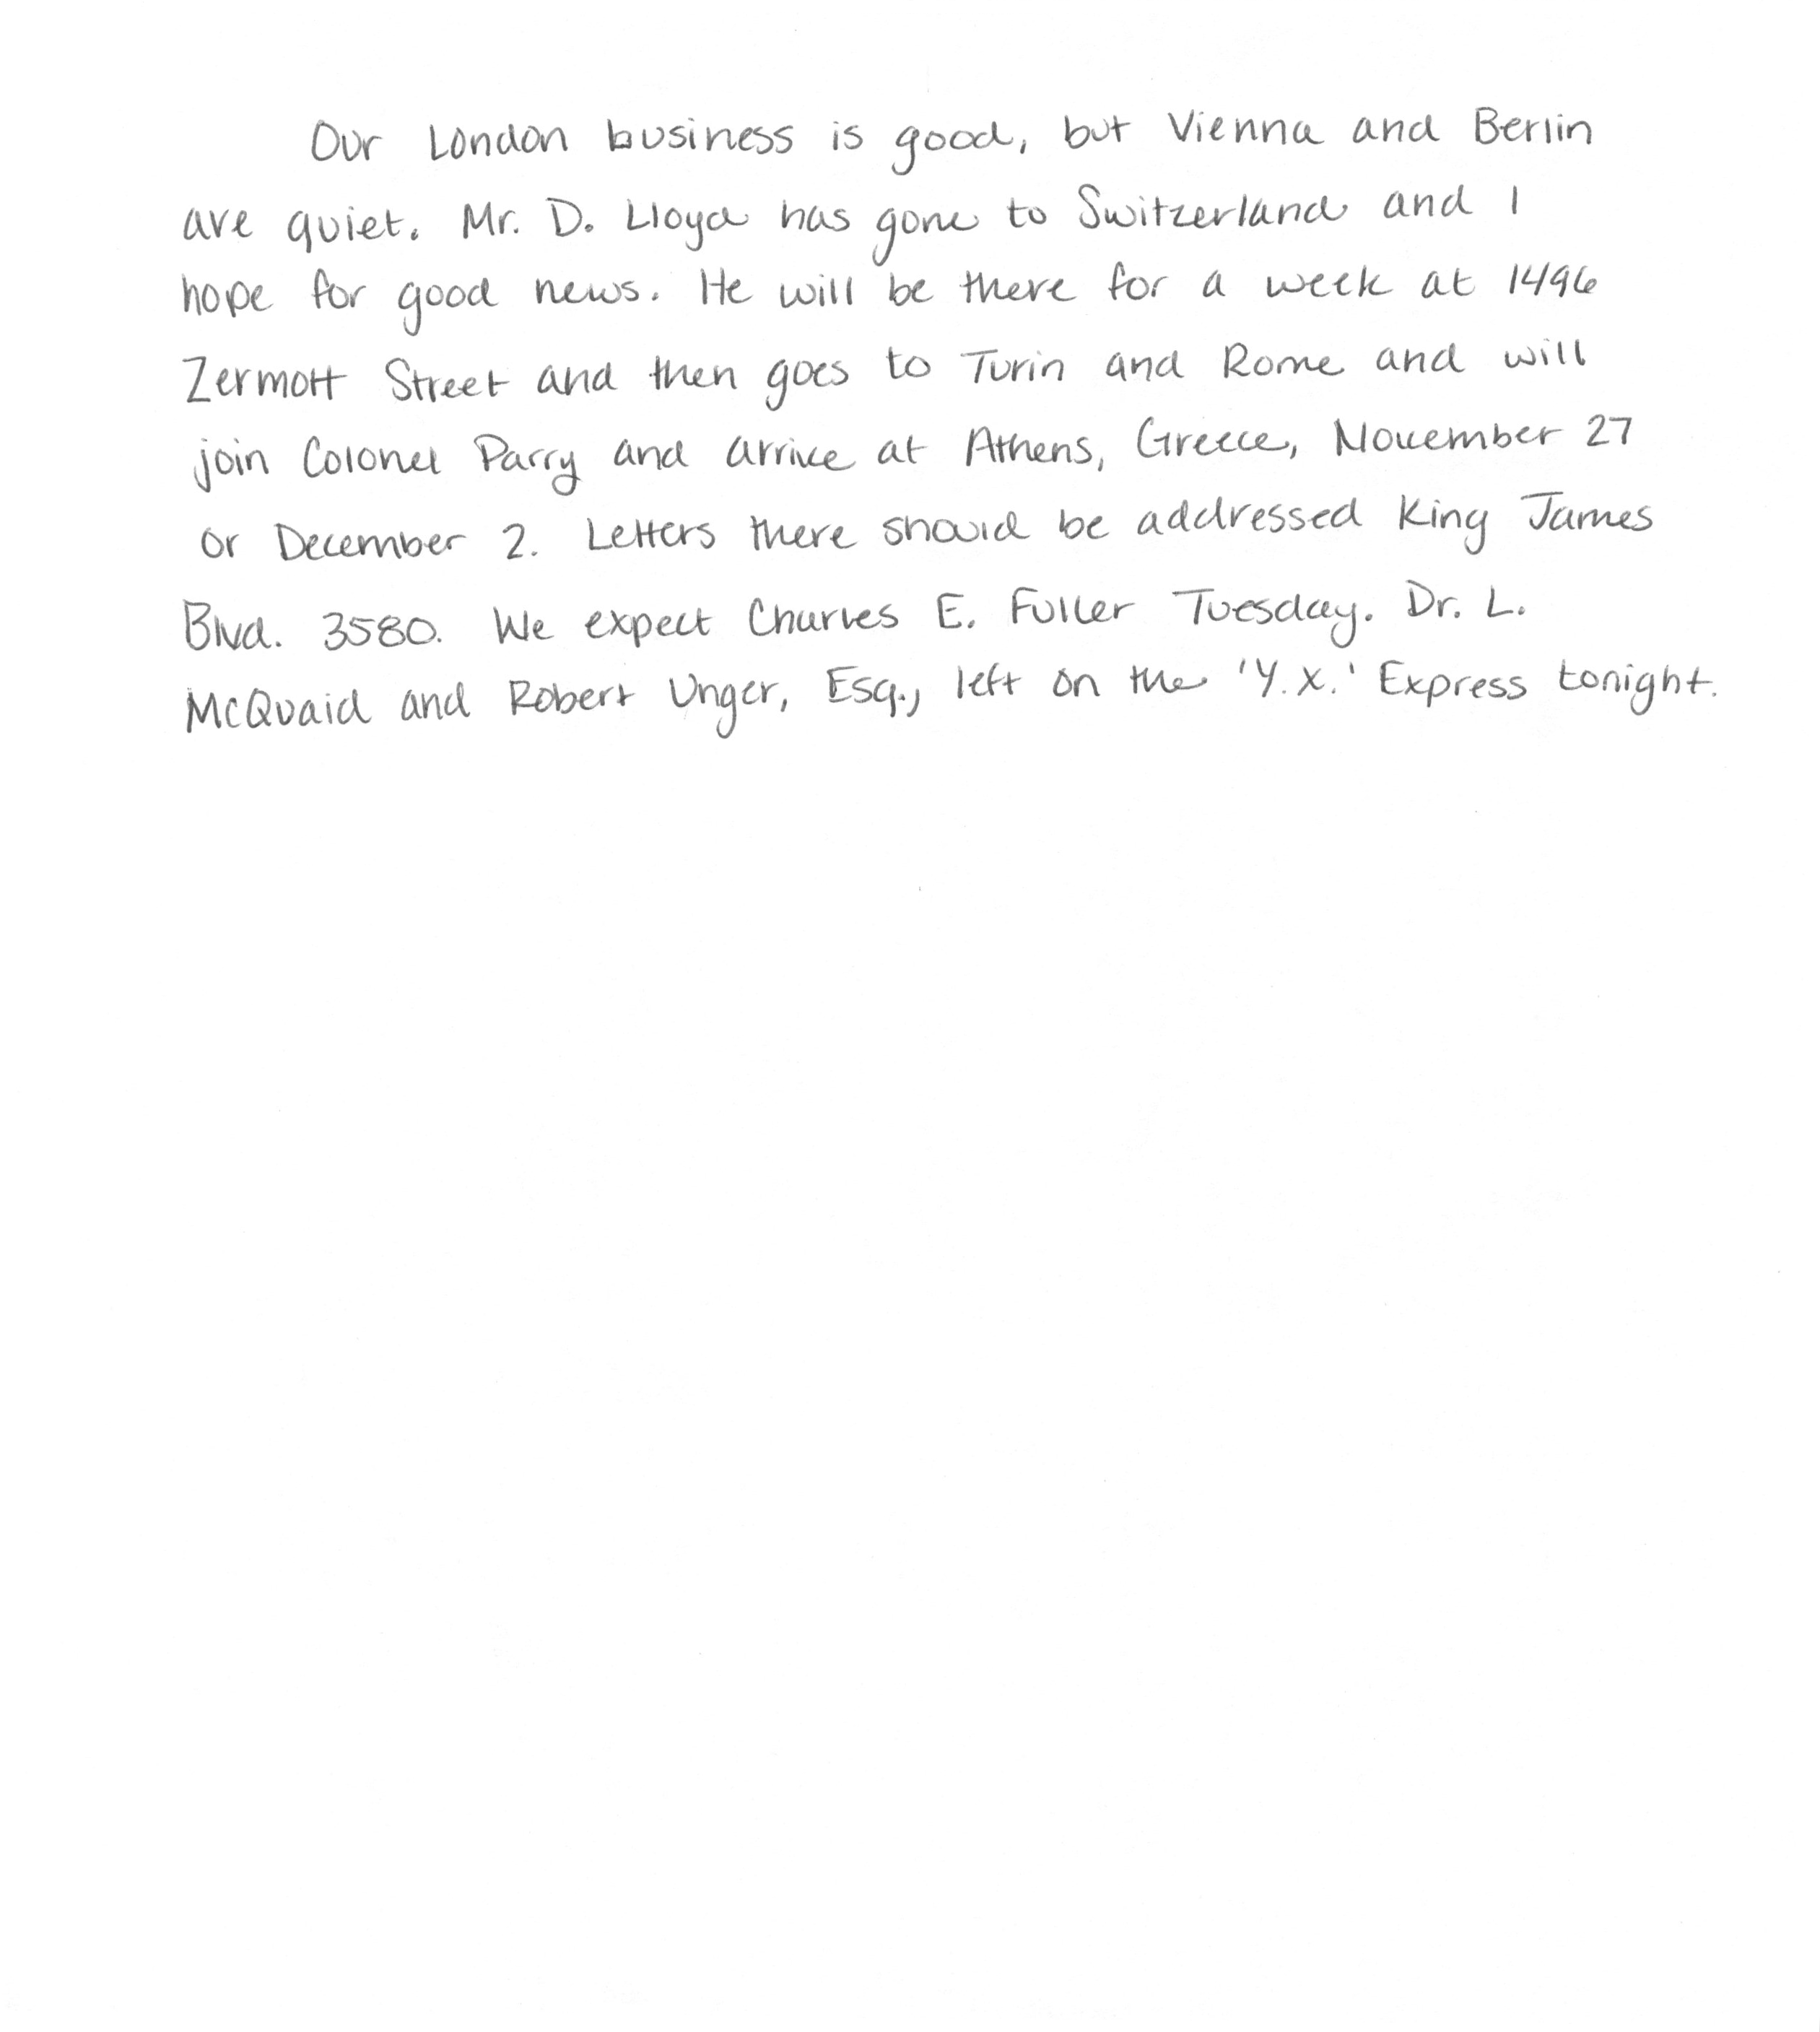 Our London business is good, but Vienna and Berlin
are quiet. Mr. D. Lloyd has gone to Switzerland and I
hope for good news. He will be there for a week at 1496
Zermott Street and then goes to Turin and Rome and will
join Colonel Parry and arrive at Athens, Greece, November 27
or December 2. Letters there should be addressed King James
Blvd. 3580. We expect Charles E. Fuller Tuesday. Dr. L.
McQuaid and Robert Unger, Esq., left on the 'Y.X.' Express tonight.